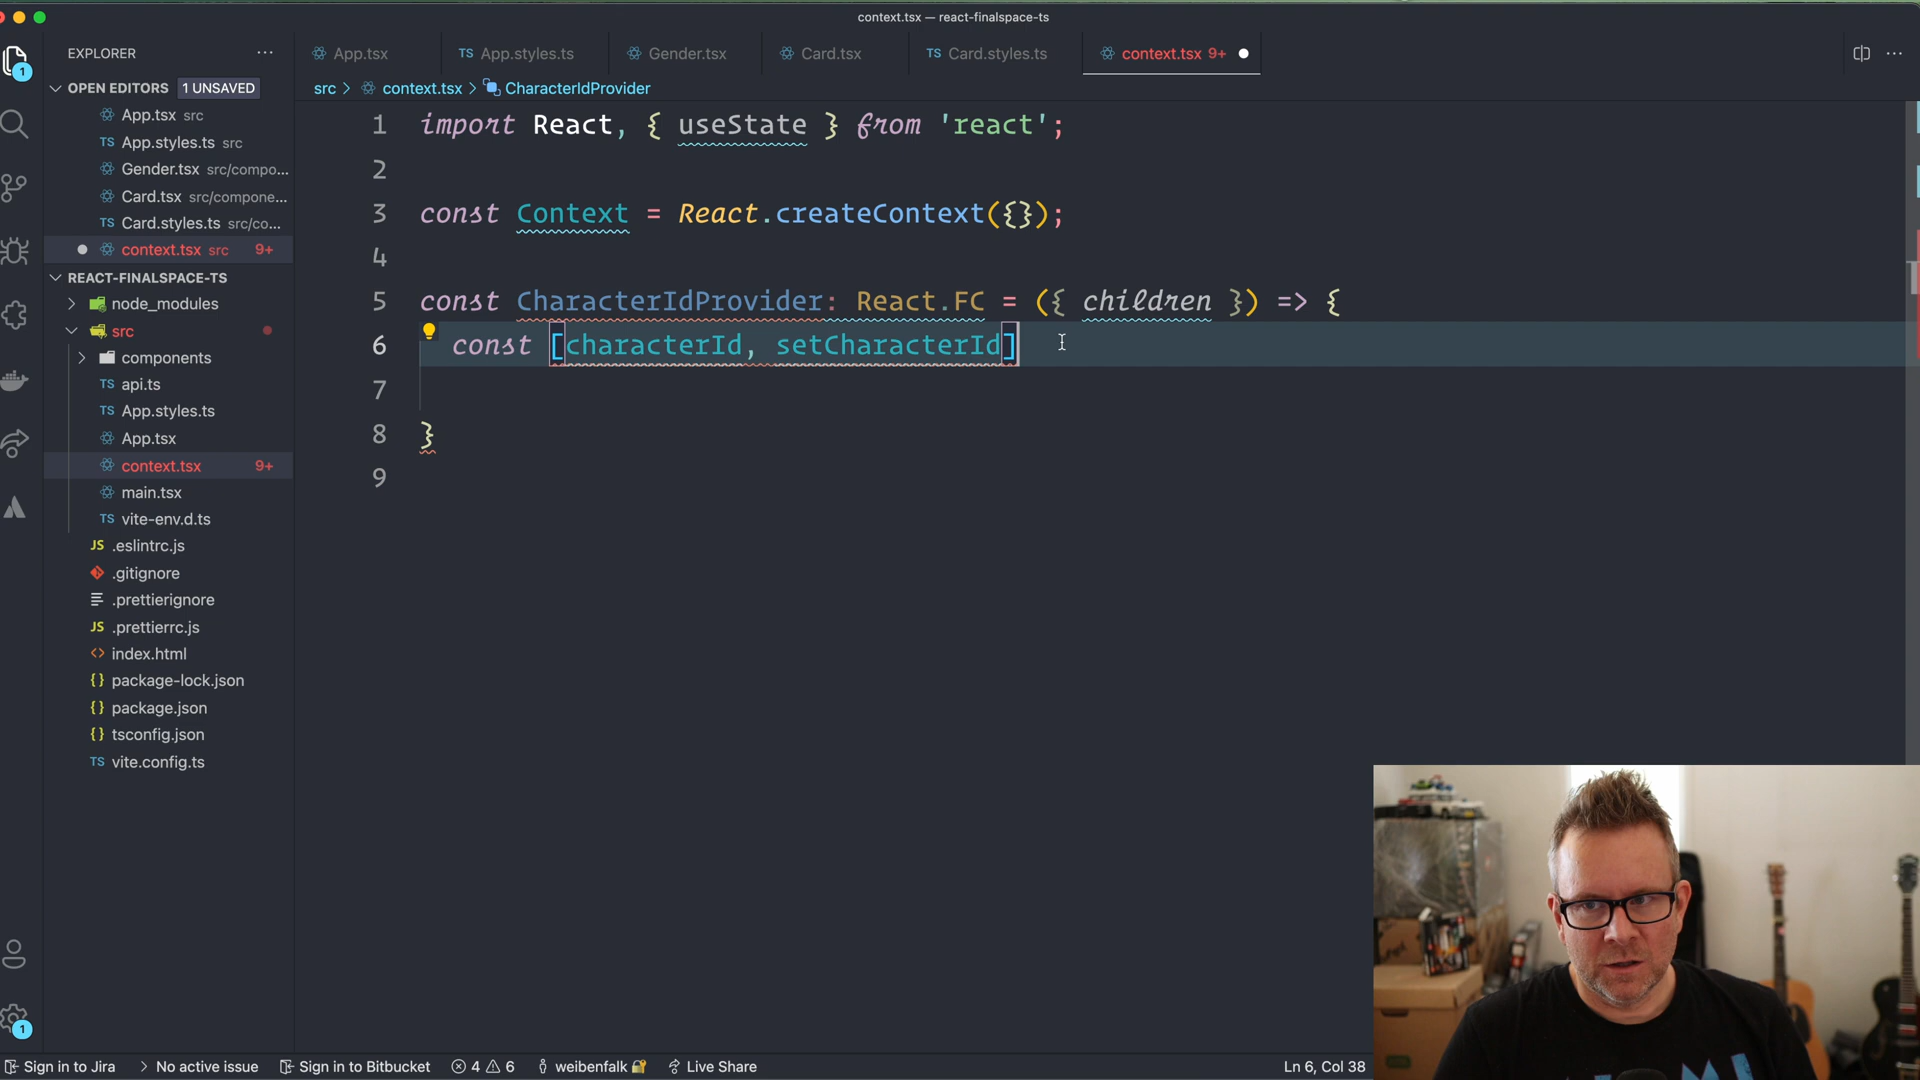 context.tsx — react-finalspace-ts
EXPLORER
App.tsx
TS App.styles.ts
Gender.tsx
Card.tsx
TS Card.styles.ts
context.tsx 9+
1
OPEN EDITORS 1 UNSAVED
src > context.tsx > CharacterIdProvider
App.tsx src
TS App.styles.ts src
Gender.tsx src/compo...
Card.tsx src/compone...
TS Card.styles.ts src/co...
context.tsx src 9+
REACT-FINALSPACE-TS
node_modules
src
components
TS api.ts
TS App.styles.ts
App.tsx
context.tsx 9+
main.tsx
TS vite-env.d.ts
JS .eslintrc.js
.gitignore
.prettierignore
JS .prettierrc.js
<> index.html
{} package-lock.json
{} package.json
{} tsconfig.json
TS vite.config.ts
1 import React, { useState } from 'react';
2
3 const Context = React.createContext({});
4
5 const CharacterIdProvider: React.FC = ({ children }) => {
6 const [characterId, setCharacterId]
7
8 }
9
1
Sign in to Jira
No active issue
Sign in to Bitbucket
4 6
weibenfalk
Live Share
Ln 6, Col 38